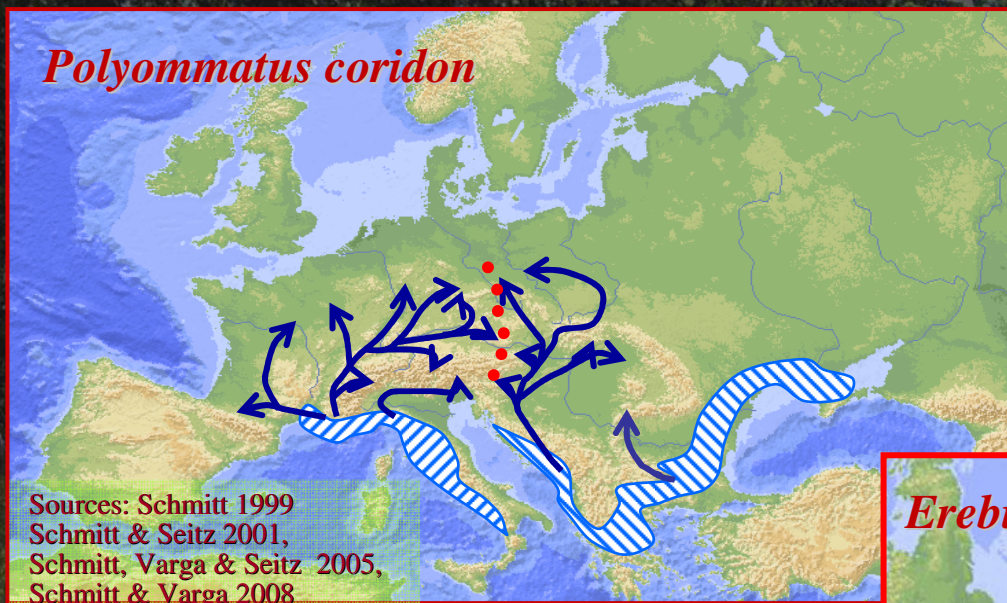 Polyommatus coridon
Sources: Schmitt 1999
Schmitt & Seitz 2001,
Schmitt, Varga & Seitz 2005,
Schmitt & Varga 2008